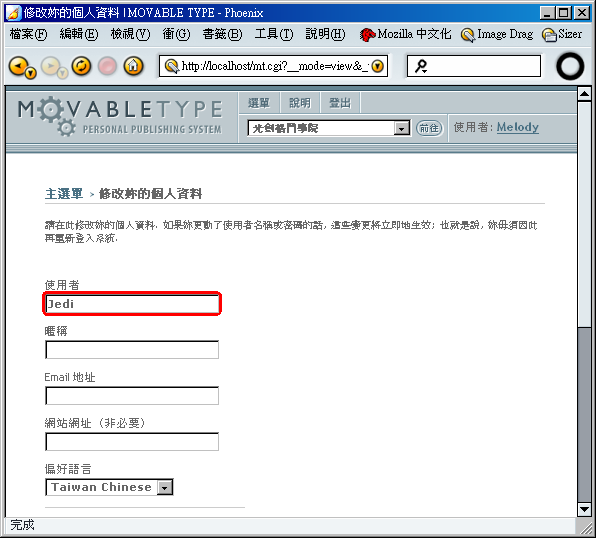 修改妳的個人資料 | MOVABLE TYPE - Phoenix
檔案(F) 編輯(E) 檢視(V) 衝(G) 書籤(B) 工具(T) 說明(H) Mozilla 中文化 Image Drag Sizer
http://localhost/mt.cgi?__mode=view&_
MOVABLETYPE
PERSONAL PUBLISHING SYSTEM
選單 說明 登出
光劍格鬥學院 前往 使用者: Melody
主選單 > 修改妳的個人資料
請在此修改妳的個人資料. 如果妳更動了使用者名稱或密碼的話, 這些變更將立即地生效; 也就是說, 妳毋須因此
再重新登入系統.
使用者
Jedi
暱稱
Email 地址
網站網址 (非必要)
偏好語言
Taiwan Chinese
完成